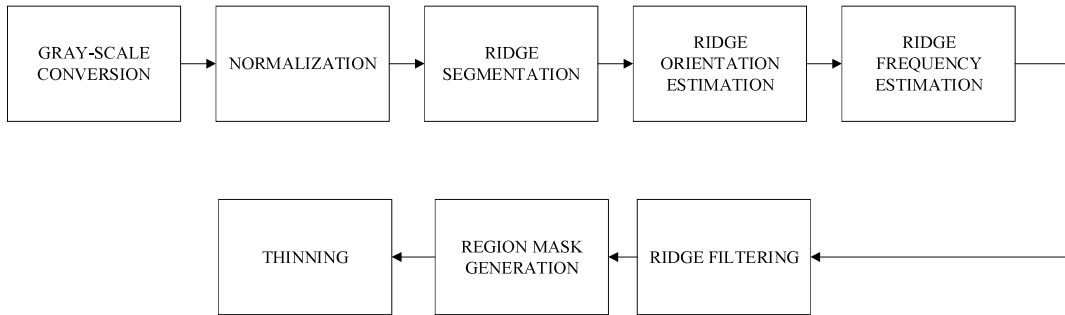 GRAY-SCALE
CONVERSION
NORMALIZATION
RIDGE
SEGMENTATION
RIDGE
ORIENTATION
ESTIMATION
RIDGE
FREQUENCY
ESTIMATION
RIDGE FILTERING
REGION MASK
GENERATION
THINNING